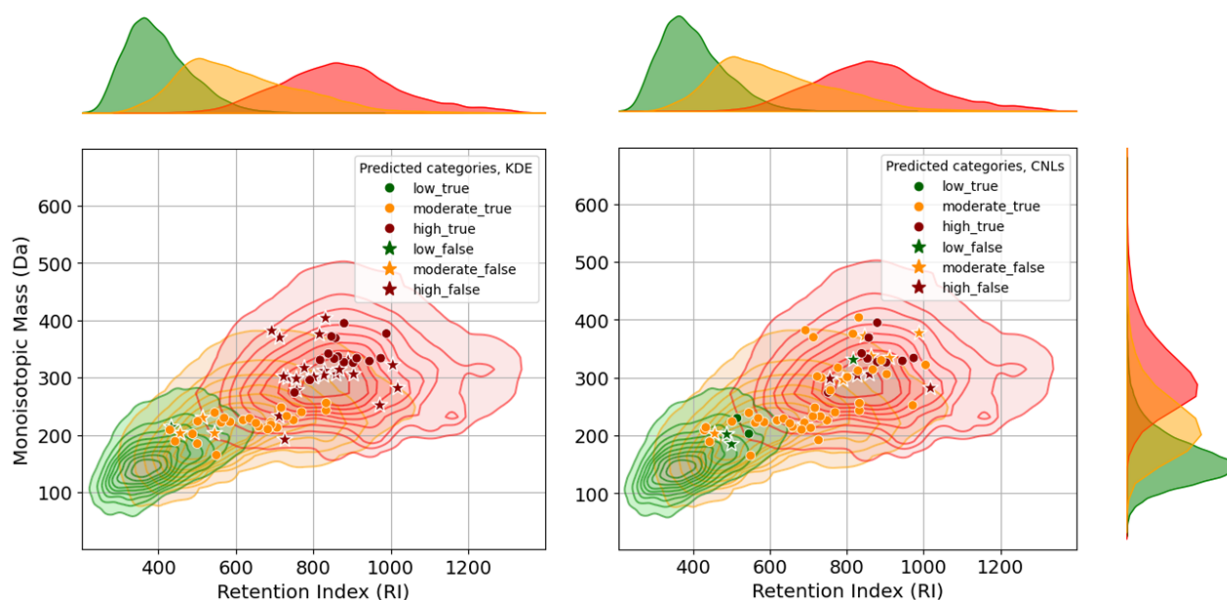 Predicted categories, KDE
low_true
moderate_true
high_true
low_false
moderate_false
high_false
600
500
400
300
200
100
Monoisotopic Mass (Da)
400 600 800 1000 1200
Retention Index (RI)
Predicted categories, CNLs
low_true
moderate_true
high_true
low_false
moderate_false
high_false
600
500
400
300
200
100
400 600 800 1000 1200
Retention Index (RI)